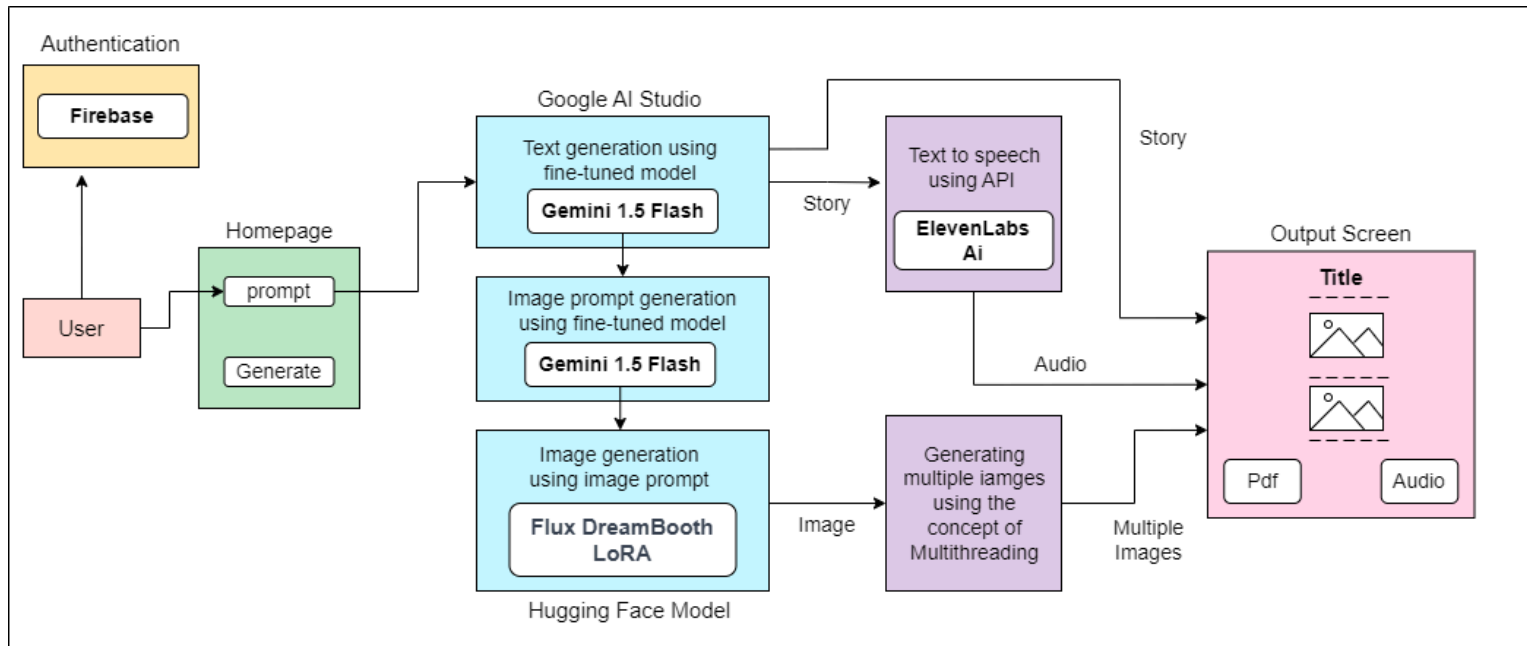 Authentication
Firebase
User
Homepage
prompt
Generate
Google AI Studio
Text generation using
fine-tuned model
Gemini 1.5 Flash
Image prompt generation
using fine-tuned model
Gemini 1.5 Flash
Image generation
using image prompt
Flux DreamBooth
LoRA
Hugging Face Model
Story
Text to speech
using API
ElevenLabs
Ai
Story
Audio
Image
Generating
multiple iamges
using the
concept of
Multithreading
Multiple
Images
Output Screen
Title
Pdf
Audio